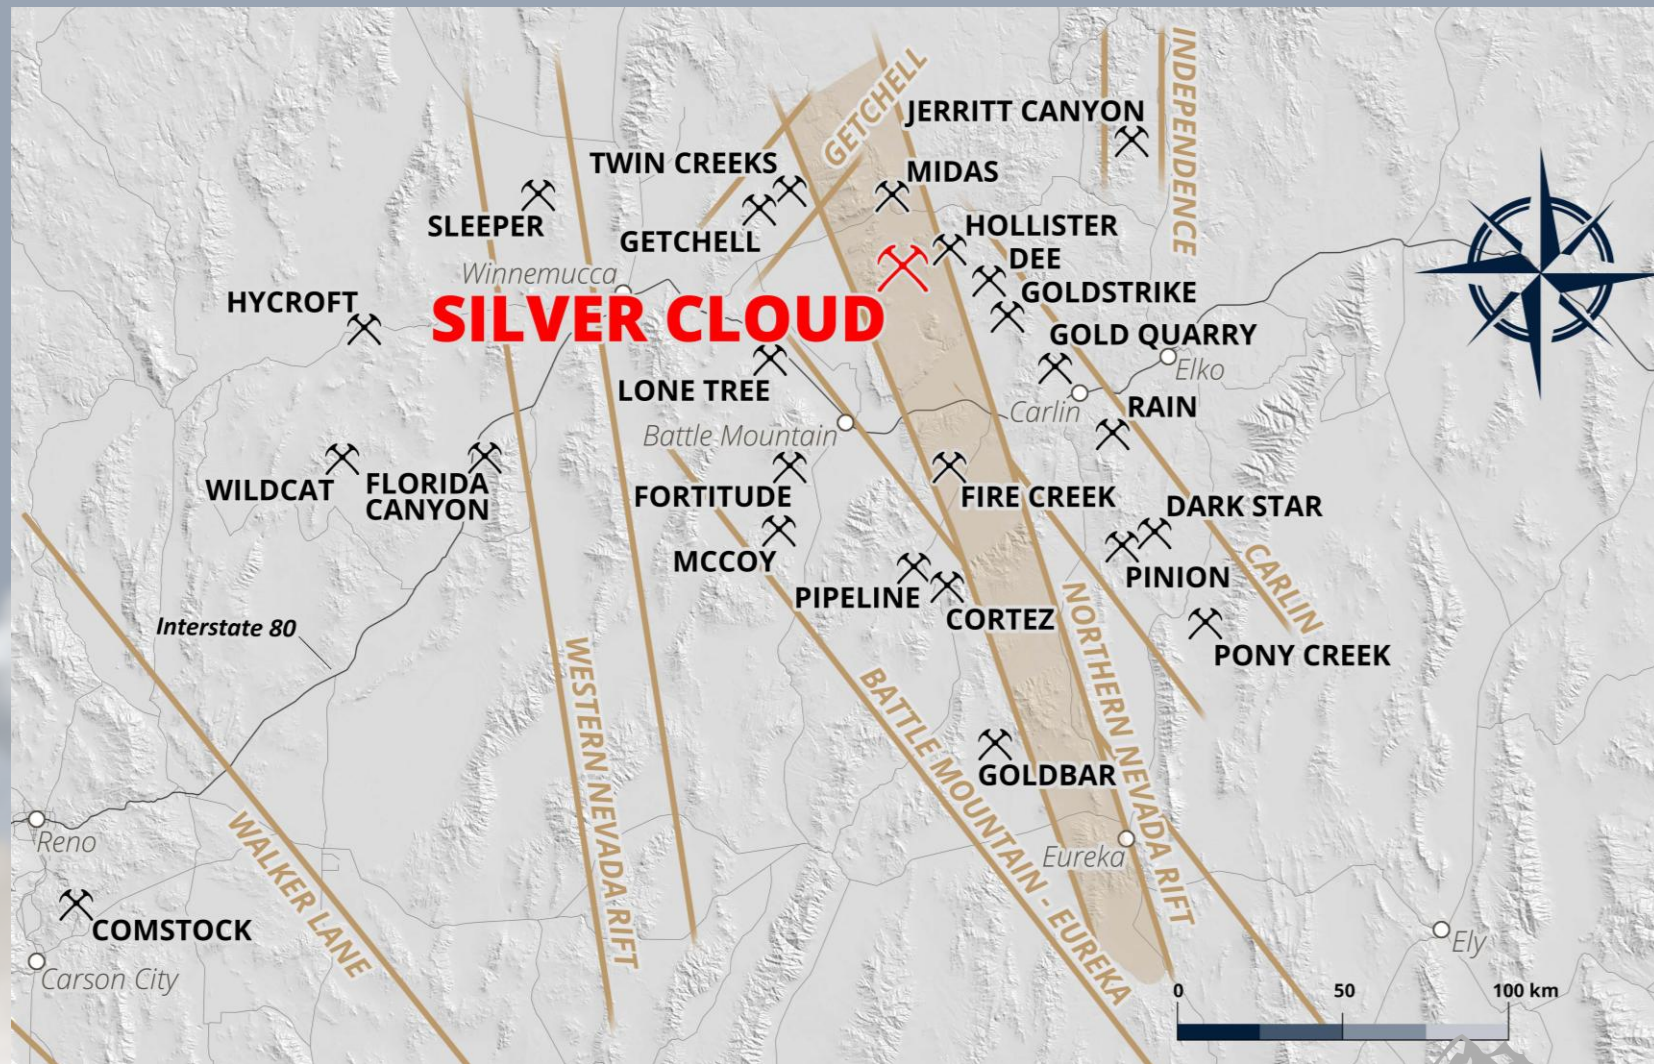 INDEPENDENCE
GETCHELL
JERRITT CANYON
TWIN CREEKS
MIDAS
SLEEPER
GETCHELL
HOLLISTER
DEE
Winnemucca
HYCROFT
SILVER CLOUD
GOLDSTRIKE
GOLD QUARRY
Elko
LONE TREE
Carlin
RAIN
Battle Mountain
WILDCAT
FLORIDA
CANYON
FORTITUDE
FIRE CREEK
DARK STAR
MCCOY
PINION
CARLIN
PIPELINE
CORTEZ
Interstate 80
PONY CREEK
WESTERN NEVADA RIFT
BATTLE MOUNTAIN - EUREKA
NORTHERN NEVADA RIFT
GOLDBAR
Reno
WALKER LANE
Eureka
COMSTOCK
Ely
Carson City
0 50 100 km